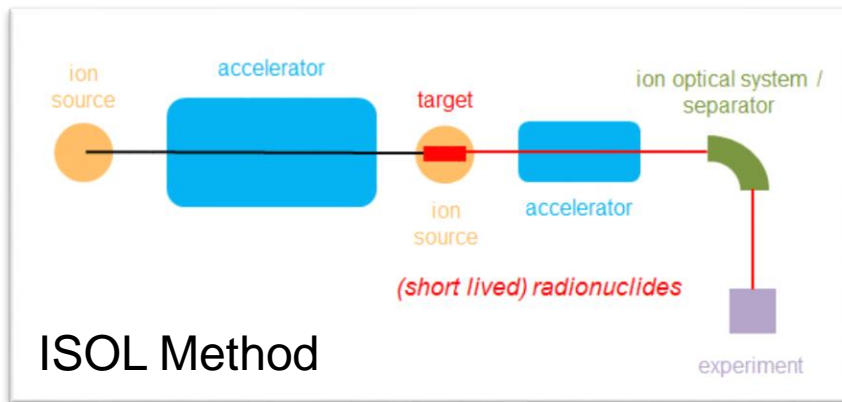 ion
source
accelerator
target
ion optical system /
separator
ion
source
accelerator
(short lived) radionuclides
ISOL Method
experiment